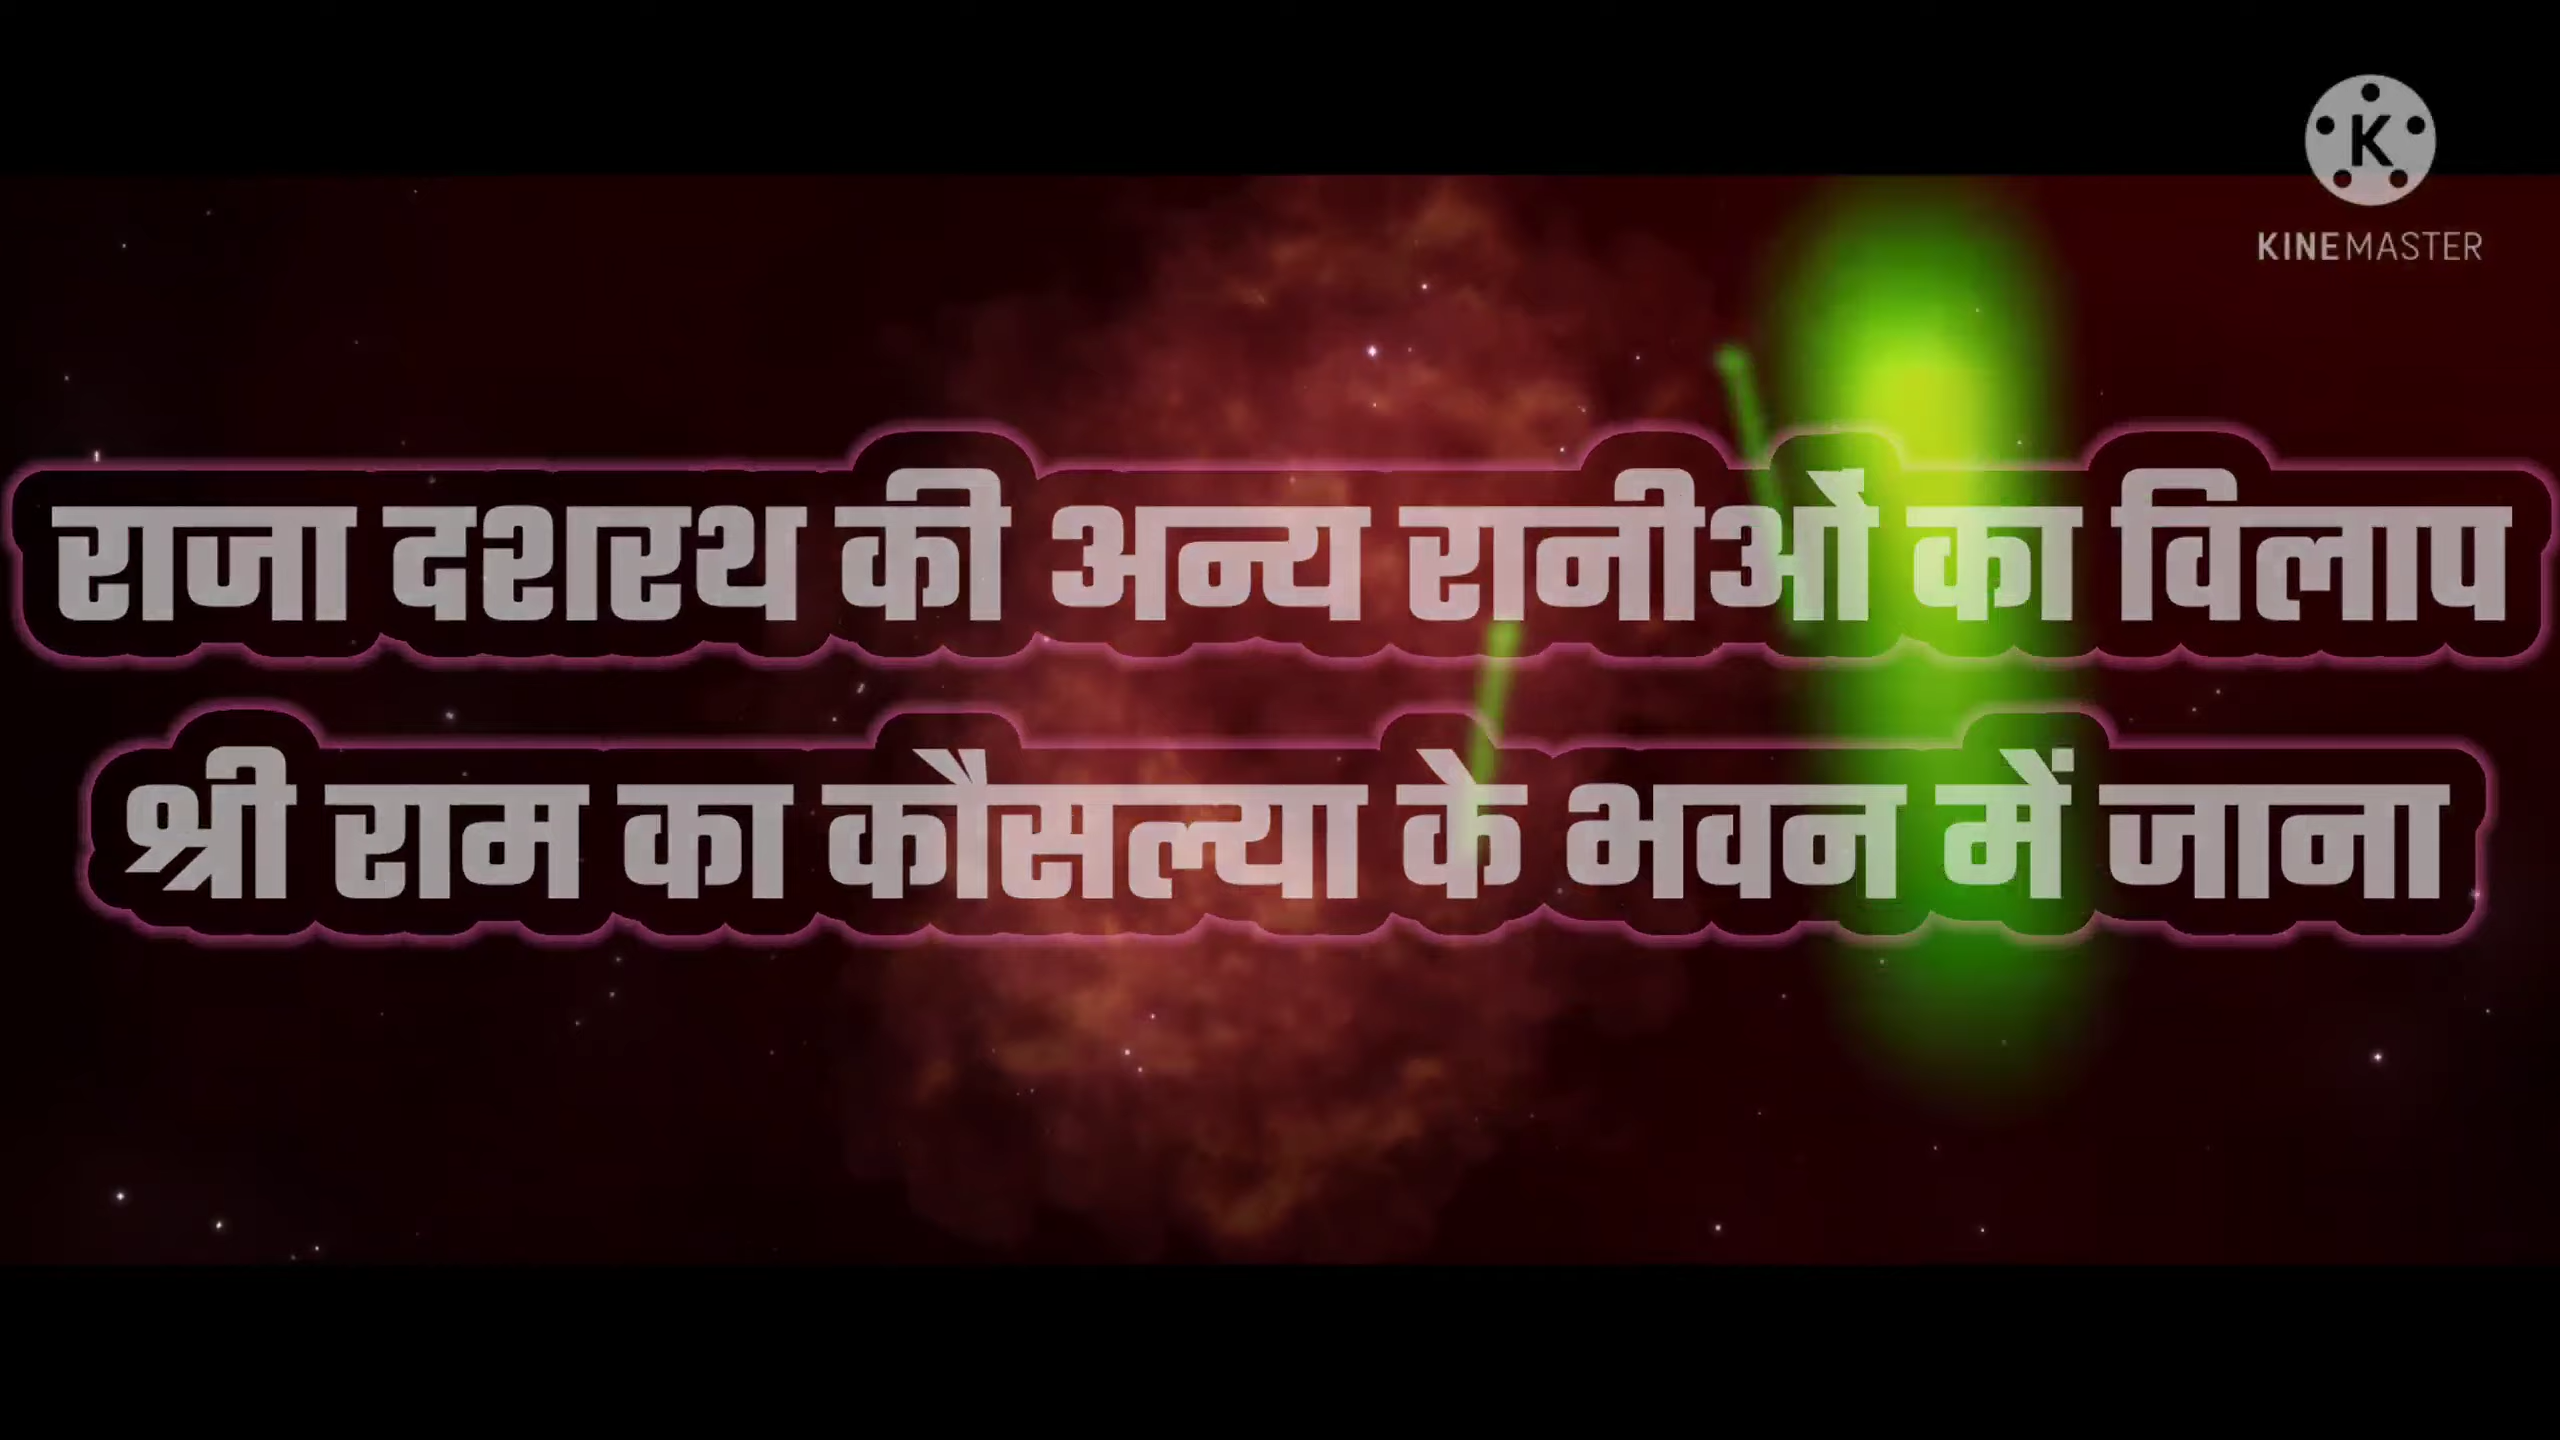 K
KINEMASTER
राजा दशरथ की अन्य रानीओं का विलाप
श्री राम का कौसल्या के भवन में जाना